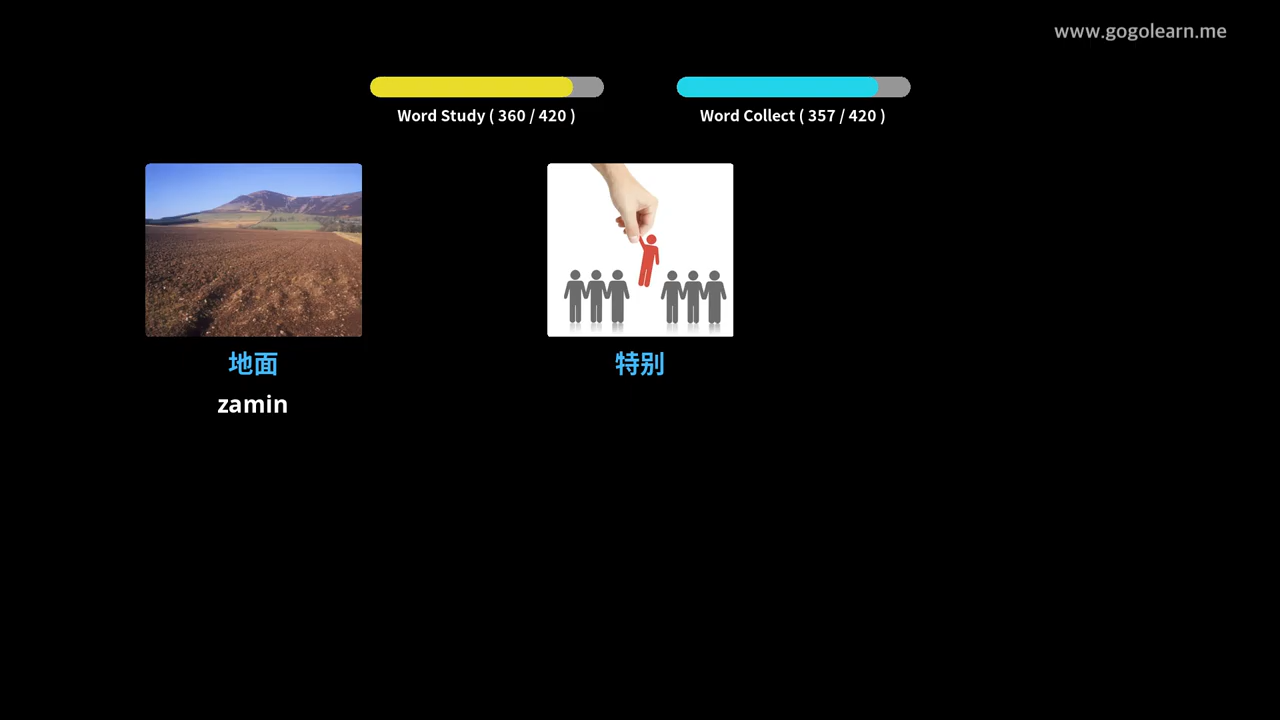 www.gogolearn.me
Word Study ( 360 / 420 )
Word Collect ( 357 / 420 )
地面
特别
zamin